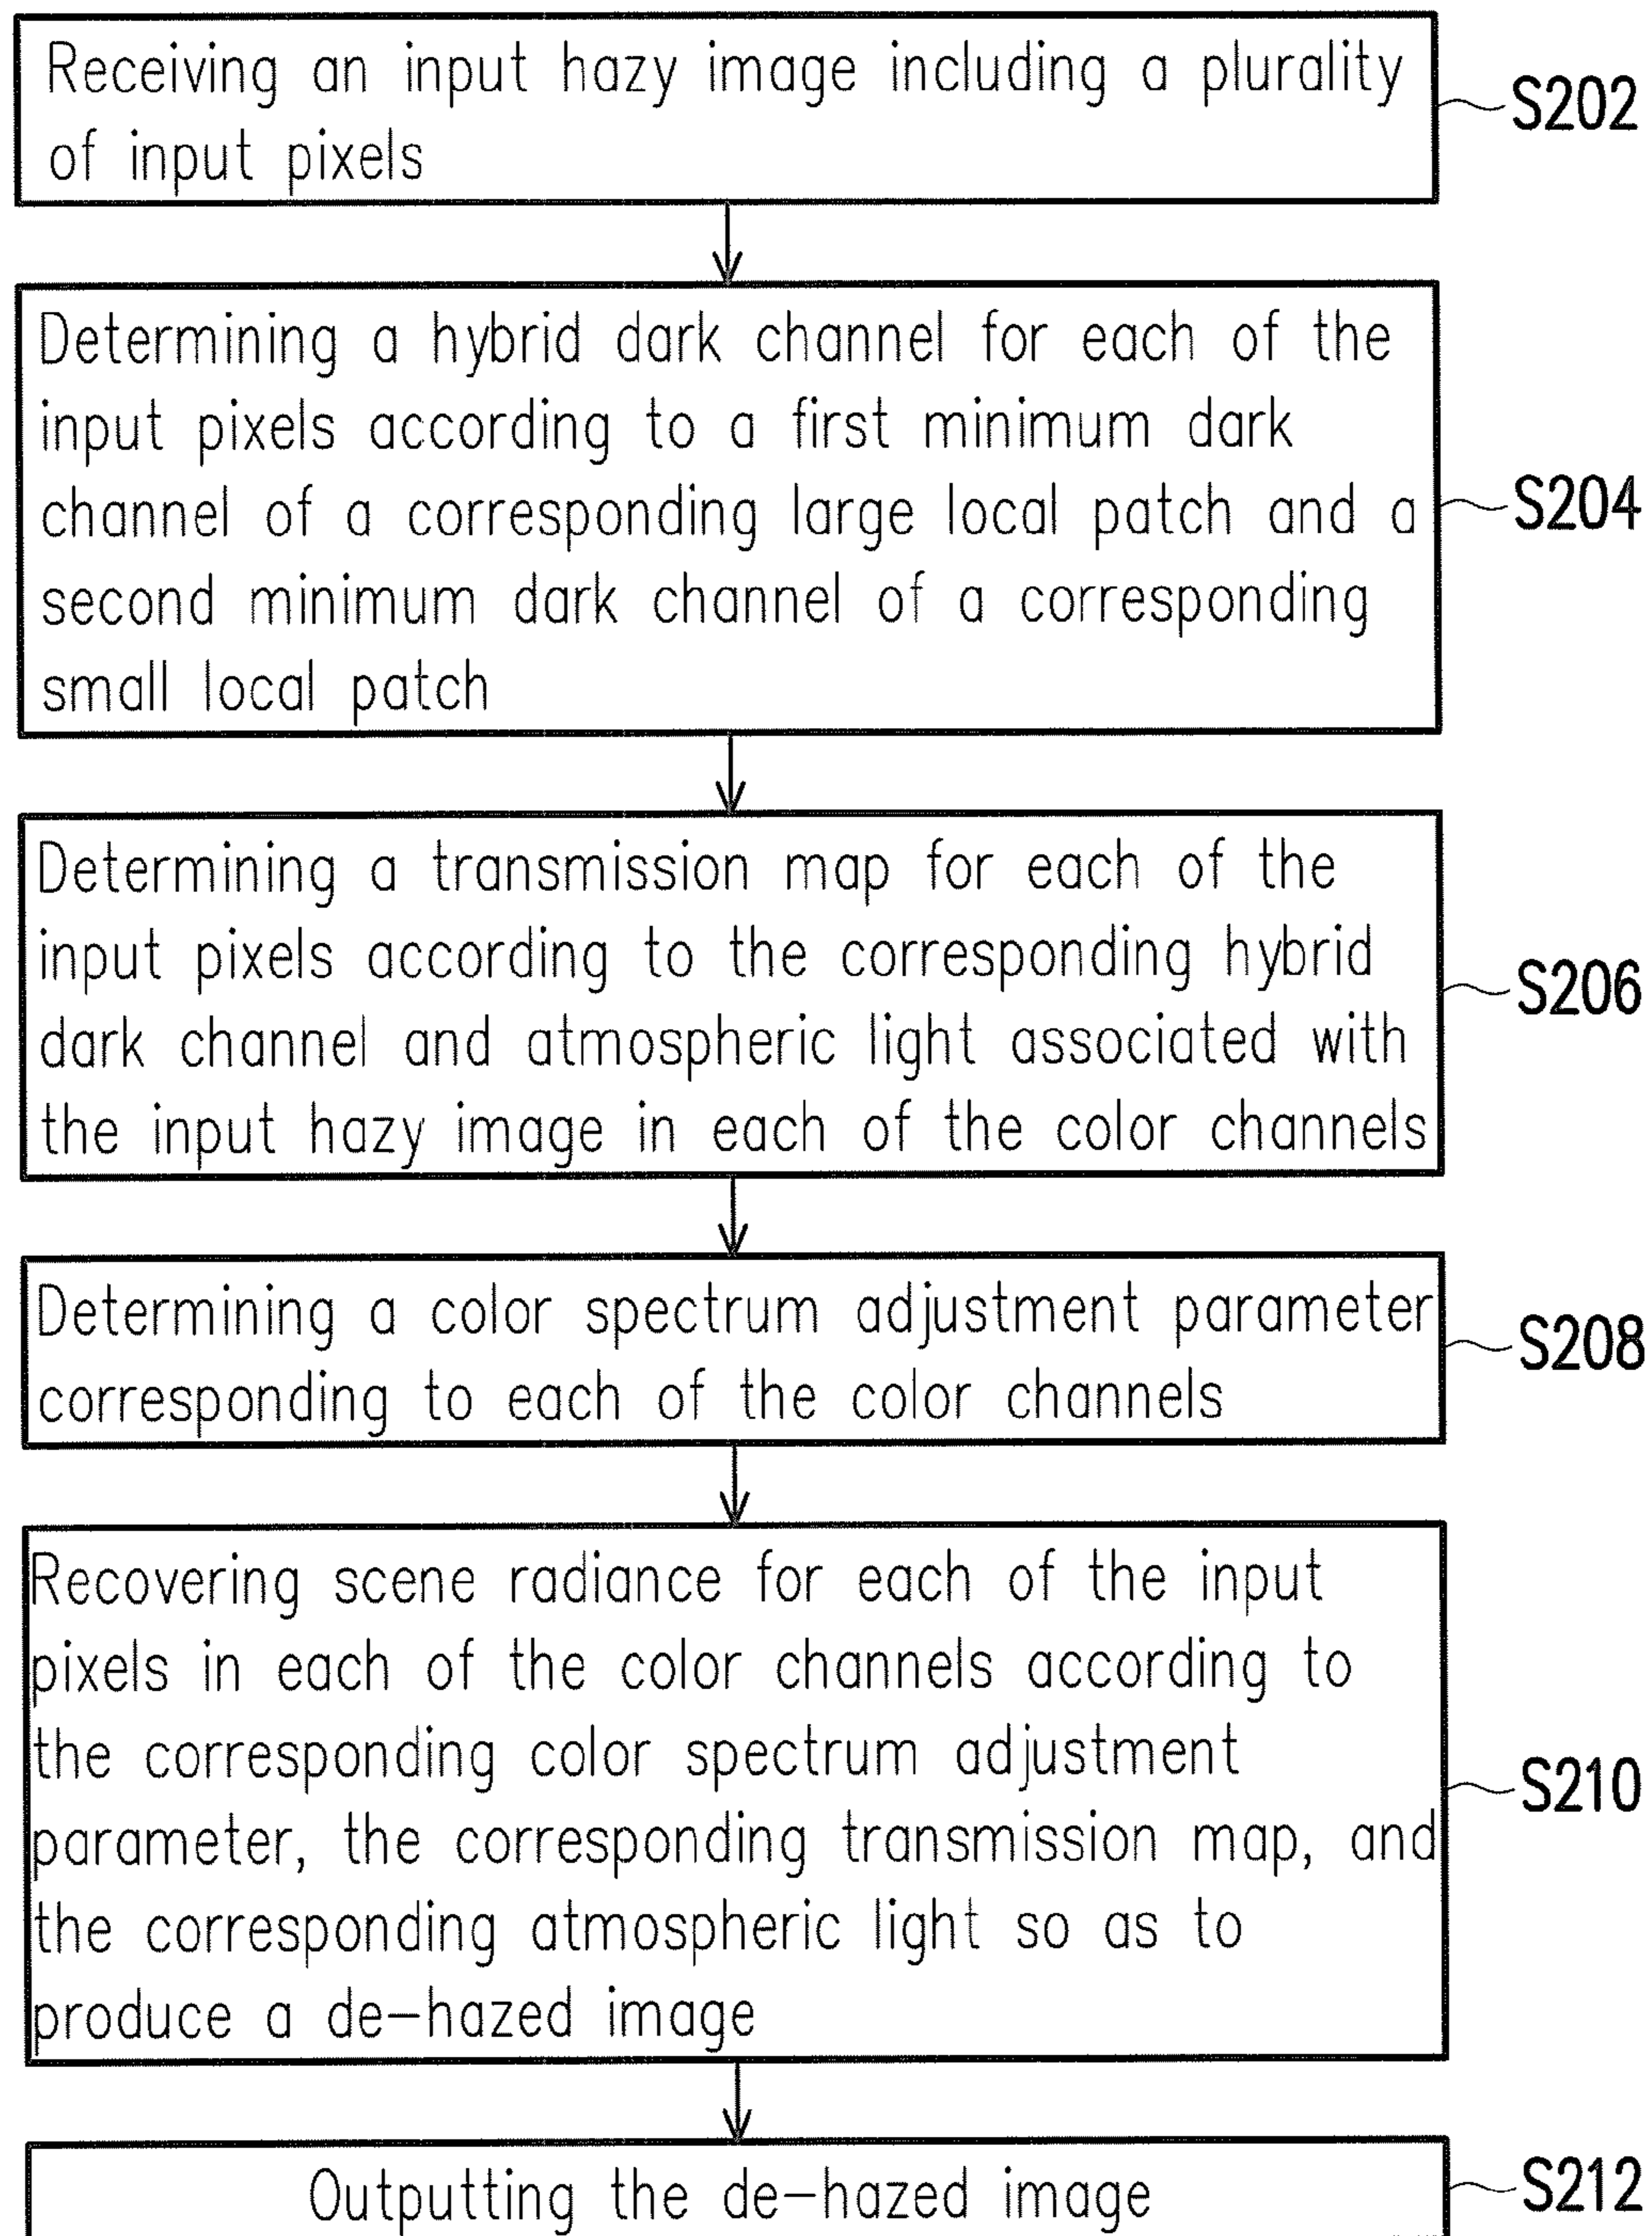 Receiving an input hazy image including a plurality
of input pixels
S202
Determining a hybrid dark channel for each of the
input pixels according to a first minimum dark
channel of a corresponding large local patch and a
second minimum dark channel of a corresponding
small local patch
S204
Determining a transmission map for each of the
input pixels according to the corresponding hybrid
dark channel and atmospheric light associated with
the input hazy image in each of the color channels
S206
Determining a color spectrum adjustment parameter
corresponding to each of the color channels
S208
Recovering scene radiance for each of the input
pixels in each of the color channels according to
the corresponding color spectrum adjustment
parameter, the corresponding transmission map, and
the corresponding atmospheric light so as to
produce a de-hazed image
S210
Outputting the de-hazed image
S212